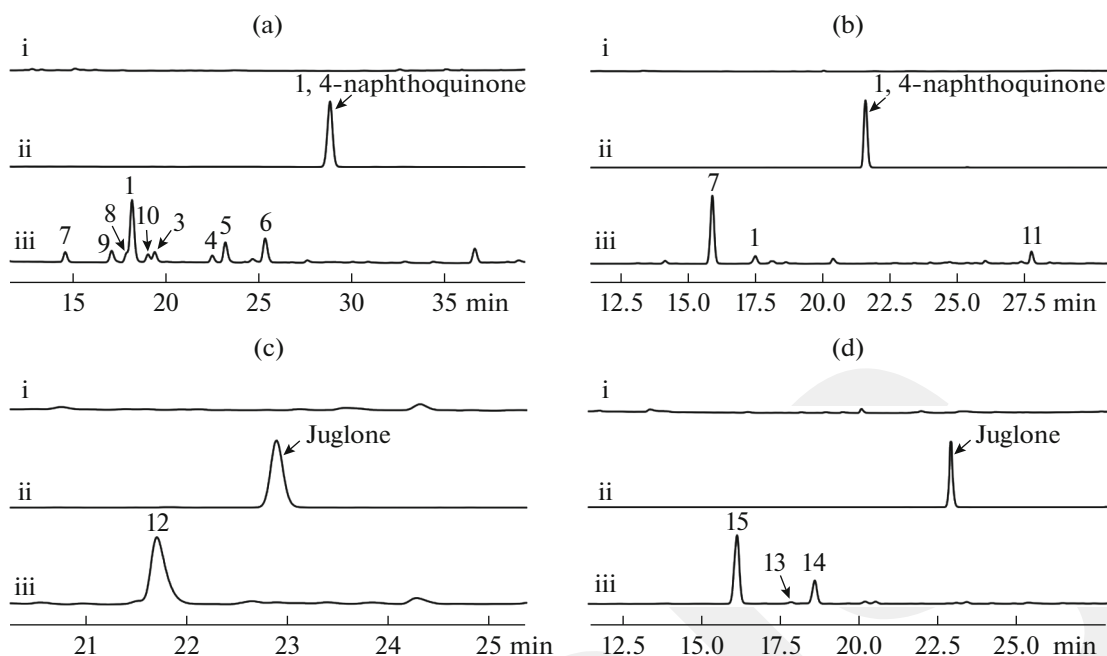 (a)
i
1, 4-naphthoquinone
ii
1
8
10
3
7
9
4
5
6
iii
15 20 25 30 35 min
(b)
i
1, 4-naphthoquinone
ii
7
1
11
iii
12.5 15.0 17.5 20.0 22.5 25.0 27.5 min
(c)
i
Juglone
ii
12
iii
21 22 23 24 25 min
(d)
i
Juglone
ii
15
13 14
iii
12.5 15.0 17.5 20.0 22.5 25.0 min